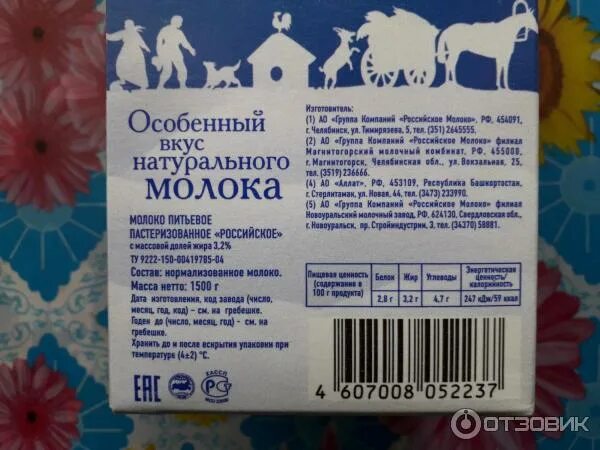 Особенный
вкус
натурального
молока
МОЛОКО ПИТЬЕВОЕ
ПАСТЕРИЗОВАННОЕ «РОССИЙСКОЕ»
с массовой долей жира 3,2%
ТУ 9222-150-00419785-04
Состав: нормализованное молоко.
Масса нетто: 1500 г
Дата изготовления, код завода (число,
месяц, год, код) - см. на гребешке.
Годен до (число, месяц, год) - см. на
гребешке.
Хранить до и после вскрытия упаковки при
температуре (4±2) °С.
ЕАС
РСТ
КАССП
Изготовитель:
(1) АО «Группа Компаний «Российское Молоко», РФ, 454091,
г. Челябинск, ул. Тимирязева, 5, тел. (351) 2645555.
(2) АО «Группа Компаний «Российское Молоко» филиал
Магнитогорский молочный комбинат, РФ, 455000,
г. Магнитогорск, Челябинская обл., ул. Вокзальная, 25,
тел. (3519) 236666.
(4) АО «Аллат», РФ, 453109, Республика Башкортостан,
г. Стерлитамак, ул. Новая, 44, тел. (3473) 233990.
(5) АО «Группа Компаний «Российское Молоко» филиал
Новоуральский молочный завод, РФ, 624130, Свердловская обл.,
г. Новоуральск, пр. Стройиндустрии, 3, тел. (34370) 58881.
Пищевая ценность (содержание в 100 г продукта) Белок Жир Углеводы Энергетическая ценность/калорийность
2,8 г 3,2 г 4,7 г 247 кДж/59 ккал
4 607008 052237
ОТЗОВИК